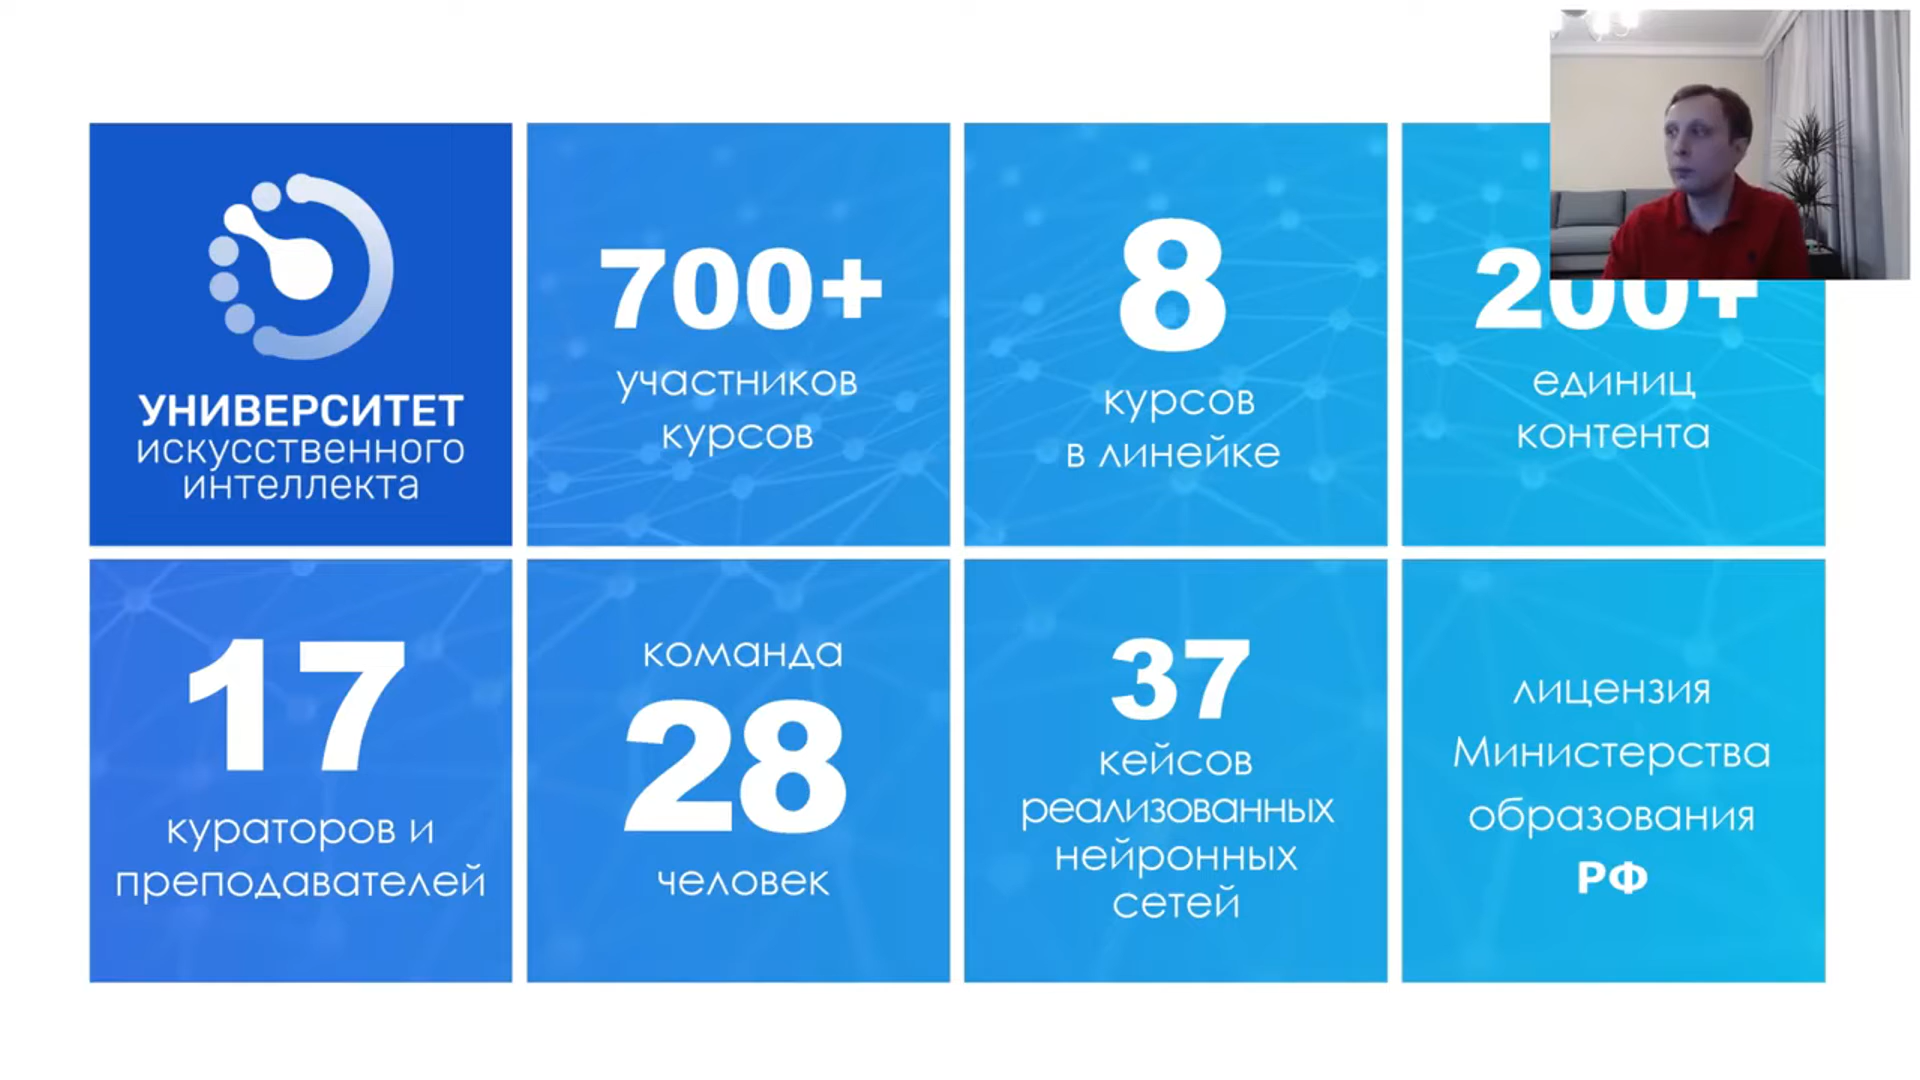 УНИВЕРСИТЕТ
искусственного
интеллекта
700+
участников
курсов
8
курсов
в линейке
200+
единиц
контента
17
кураторов и
преподавателей
команда
28
человек
37
кейсов
реализованных
нейронных
сетей
лицензия
Министерства
образования
РФ